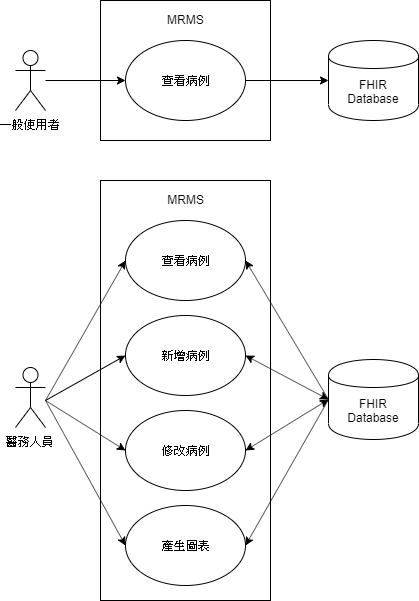 MRMS
查看病例
FHIR
Database
一般使用者
MRMS
查看病例
新增病例
FHIR
Database
醫務人員
修改病例
產生圖表